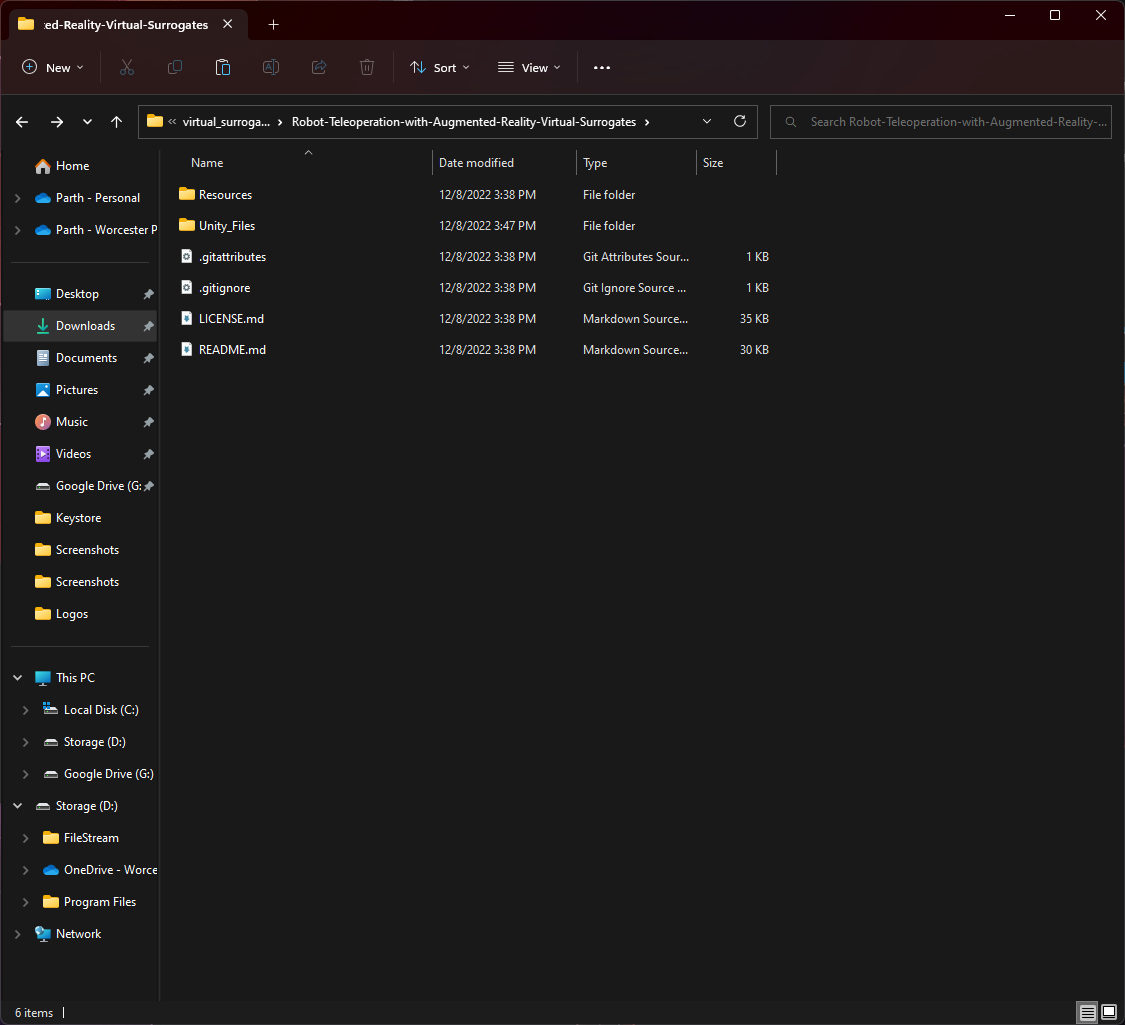 ted-Reality-Virtual-Surrogates
New Sort View
« virtual_surroga... > Robot-Teleoperation-with-Augmented-Reality-Virtual-Surrogates > Search Robot-Teleoperation-with-Augmented-Reality-...
Name Date modified Type Size
Resources 12/8/2022 3:38 PM File folder
Unity_Files 12/8/2022 3:47 PM File folder
.gitattributes 12/8/2022 3:38 PM Git Attributes Sour... 1 KB
.gitignore 12/8/2022 3:38 PM Git Ignore Source ... 1 KB
LICENSE.md 12/8/2022 3:38 PM Markdown Source... 35 KB
README.md 12/8/2022 3:38 PM Markdown Source... 30 KB
Home
Parth - Personal
Parth - Worcester P
Desktop
Downloads
Documents
Pictures
Music
Videos
Google Drive (G:
Keystore
Screenshots
Screenshots
Logos
This PC
Local Disk (C:)
Storage (D:)
Google Drive (G:)
Storage (D:)
FileStream
OneDrive - Worce
Program Files
Network
6 items